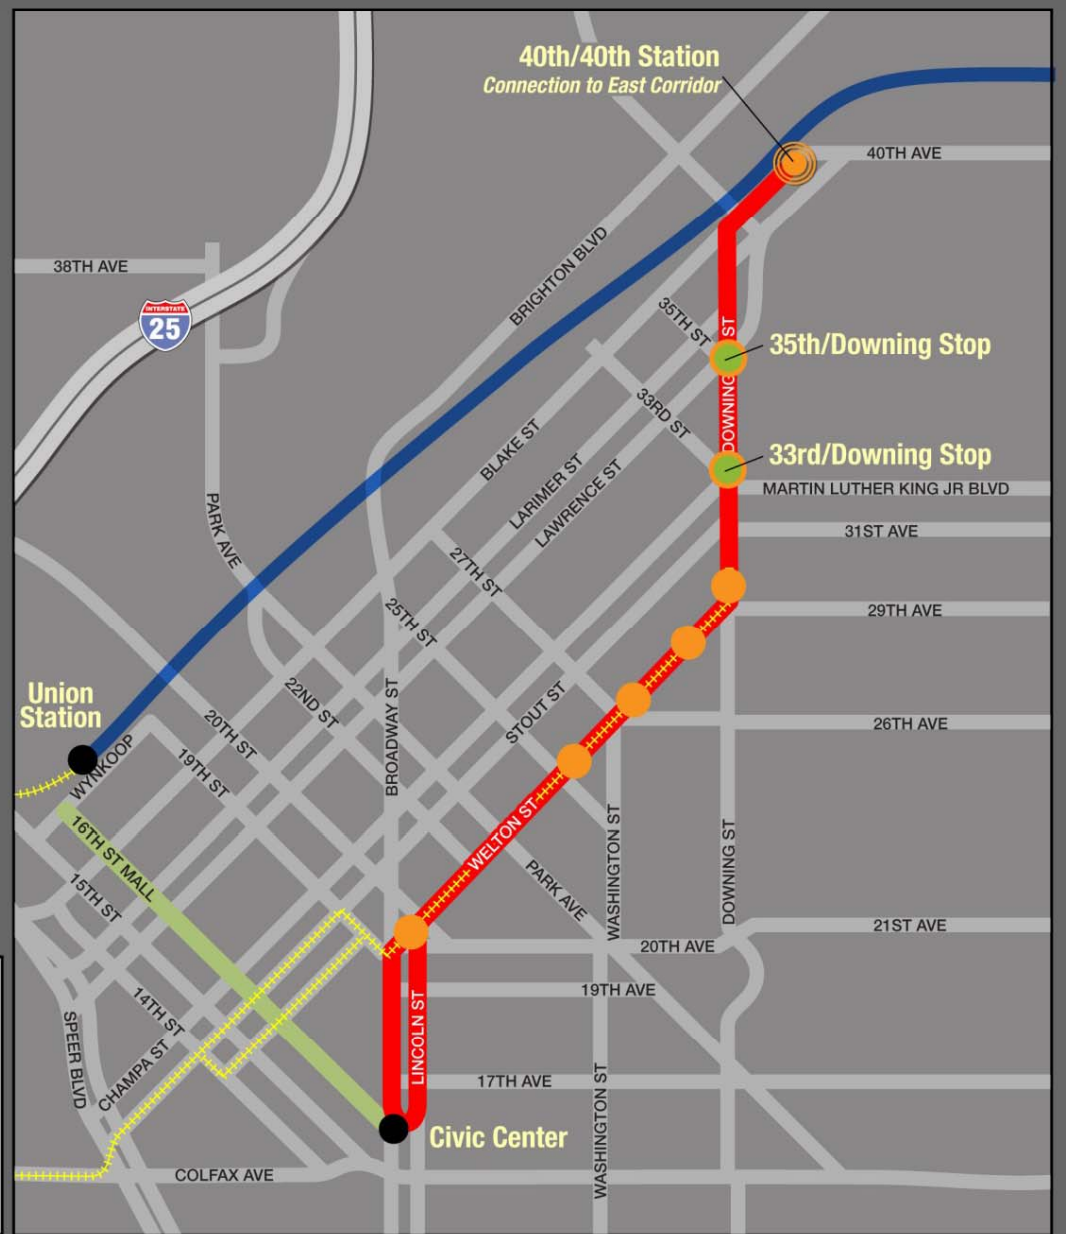 40th/40th Station
Connection to East Corridor
40TH AVE
38TH AVE
BRIGHTON BLVD
INTERSTATE
25
35TH ST
ST
35th/Downing Stop
DOWNING
33RD ST
BLAKE ST
33rd/Downing Stop
LARIMER ST
LAWRENCE ST
MARTIN LUTHER KING JR BLVD
PARK AVE
31ST AVE
27TH ST
25TH ST
29TH AVE
Union
Station
22ND ST
BROADWAY ST
STOUT ST
20TH ST
26TH AVE
WYNKOOP
19TH ST
16TH ST MALL
WELTON ST
WASHINGTON ST
DOWNING ST
15TH ST
PARK AVE
21ST AVE
20TH AVE
14TH ST
19TH AVE
LINCOLN ST
SPEER BLVD
CHAMPA ST
17TH AVE
WASHINGTON ST
Civic Center
COLFAX AVE